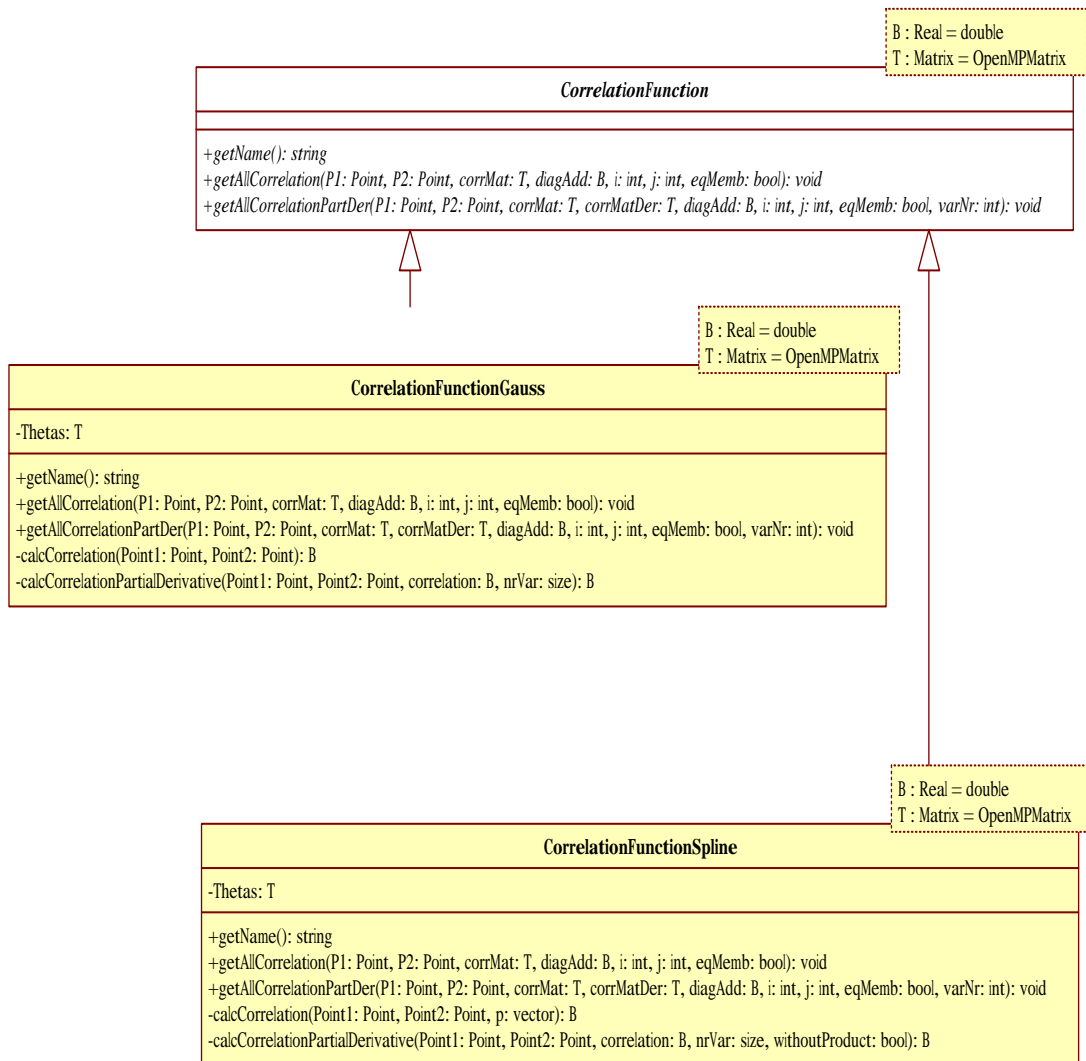 B : Real = double
T : Matrix = OpenMPMatrix
CorrelationFunction
+getName(): string
+getAllCorrelation(P1: Point, P2: Point, corrMat: T, diagAdd: B, i: int, j: int, eqMemb: bool): void
+getAllCorrelationPartDer(P1: Point, P2: Point, corrMat: T, corrMatDer: T, diagAdd: B, i: int, j: int, eqMemb: bool, varNr: int): void
B : Real = double
T : Matrix = OpenMPMatrix
CorrelationFunctionGauss
-Thetas: T
+getName(): string
+getAllCorrelation(P1: Point, P2: Point, corrMat: T, diagAdd: B, i: int, j: int, eqMemb: bool): void
+getAllCorrelationPartDer(P1: Point, P2: Point, corrMat: T, corrMatDer: T, diagAdd: B, i: int, j: int, eqMemb: bool, varNr: int): void
-calcCorrelation(Point1: Point, Point2: Point): B
-calcCorrelationPartialDerivative(Point1: Point, Point2: Point, correlation: B, nrVar: size): B
B : Real = double
T : Matrix = OpenMPMatrix
CorrelationFunctionSpline
-Thetas: T
+getName(): string
+getAllCorrelation(P1: Point, P2: Point, corrMat: T, diagAdd: B, i: int, j: int, eqMemb: bool): void
+getAllCorrelationPartDer(P1: Point, P2: Point, corrMat: T, corrMatDer: T, diagAdd: B, i: int, j: int, eqMemb: bool, varNr: int): void
-calcCorrelation(Point1: Point, Point2: Point, p: vector): B
-calcCorrelationPartialDerivative(Point1: Point, Point2: Point, correlation: B, nrVar: size, withoutProduct: bool): B